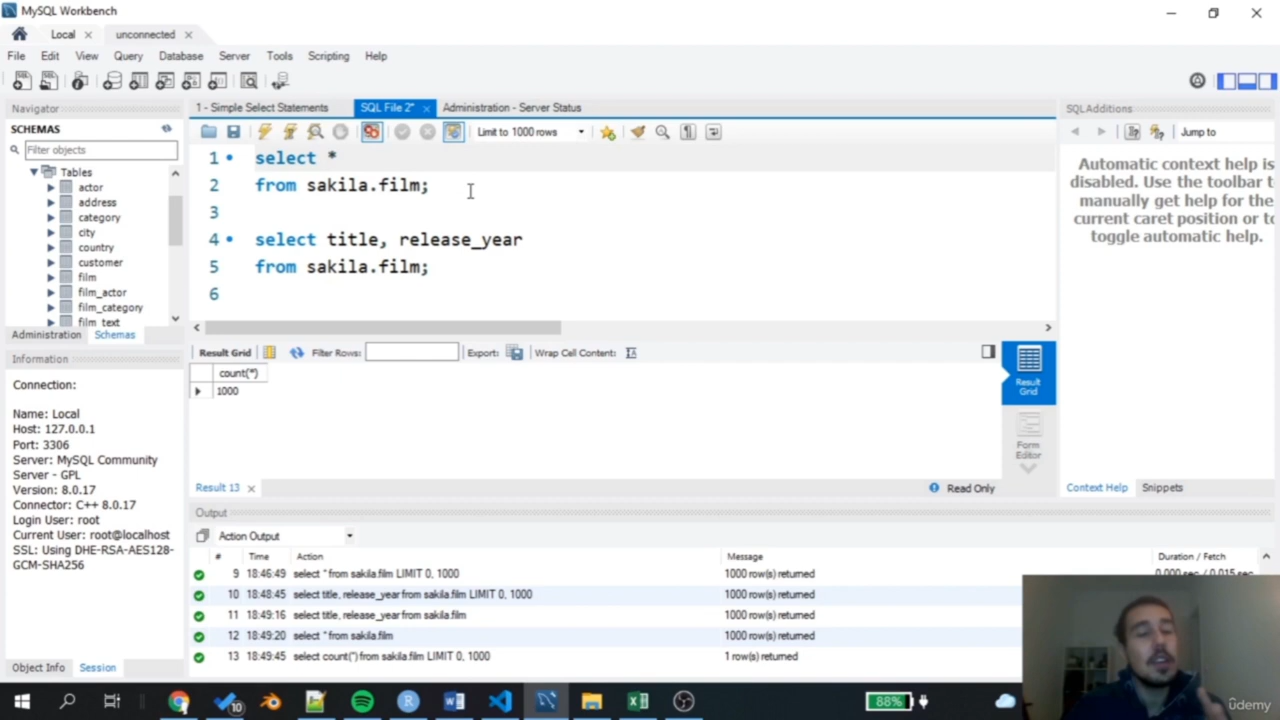 MySQL Workbench
Local
unconnected
File Edit View Query Database Server Tools Scripting Help
Navigator
SCHEMAS
Filter objects
Tables
actor
address
category
city
country
customer
film
film_actor
film_category
film_text
Administration Schemas
Information
Connection:
Name: Local
Host: 127.0.0.1
Port: 3306
Server: MySQL Community
Server - GPL
Version: 8.0.17
Connector: C++ 8.0.17
Login User: root
Current User: root@localhost
SSL: Using DHE-RSA-AES128-
GCM-SHA256
Object Info Session
1 - Simple Select Statements SQL File 2* Administration - Server Status
Limit to 1000 rows
1 select *
2 from sakila.film;
3
4 select title, release_year
5 from sakila.film;
6
Result Grid Filter Rows: Export: Wrap Cell Content:
count(*)
1000
Result Grid
Form Editor
Result 13 Read Only
Output
Action Output
# Time Action Message Duration / Fetch
9 18:46:49 select * from sakila.film LIMIT 0, 1000 1000 row(s) returned 0.000 sec / 0.015 sec
10 18:48:45 select title, release_year from sakila.film LIMIT 0, 1000 1000 row(s) returned
11 18:49:16 select title, release_year from sakila.film 1000 row(s) returned
12 18:49:20 select * from sakila.film 1000 row(s) returned
13 18:49:45 select count(*) from sakila.film LIMIT 0, 1000 1 row(s) returned
SQLAdditions
Jump to
Automatic context help is
disabled. Use the toolbar t
manually get help for the
current caret position or to
toggle automatic help.
Context Help Snippets
10
88%
ûdemy